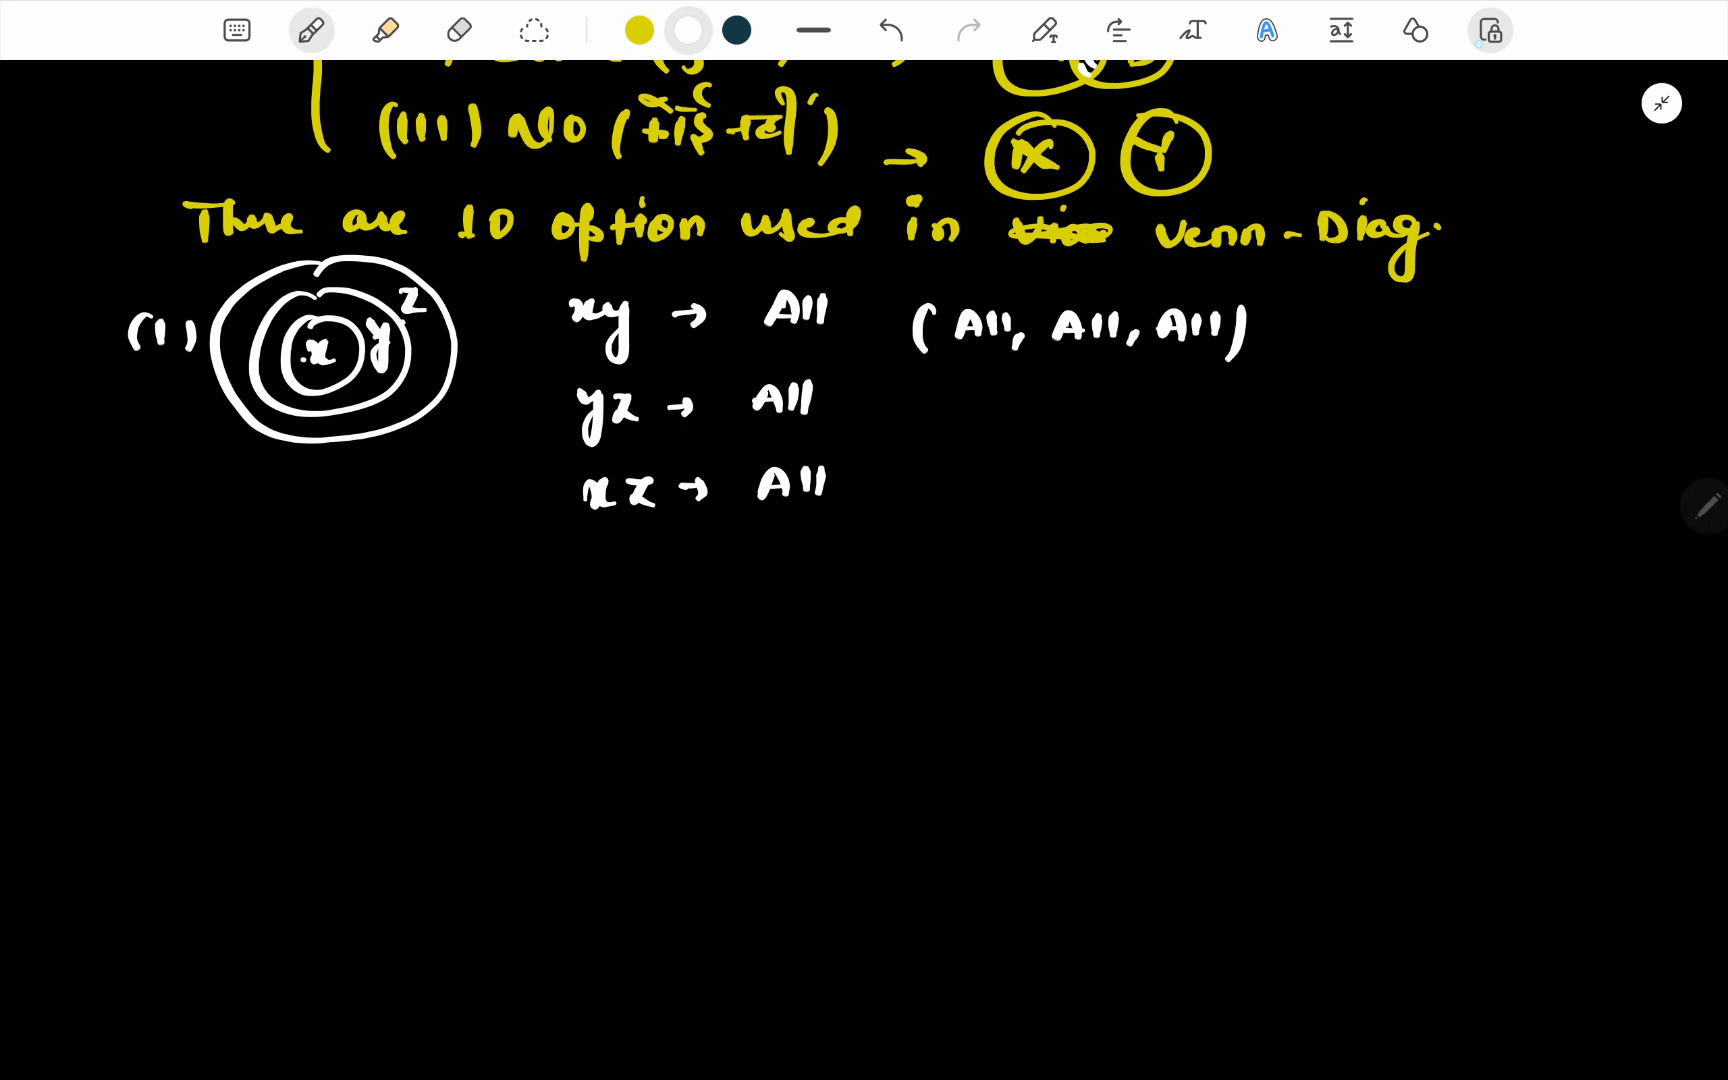 (III) No ( )
→ X Y
There are 10 option used in Venn-Diag.
(1) x y z xy → All (All, All, All)
yz → All
xz → All